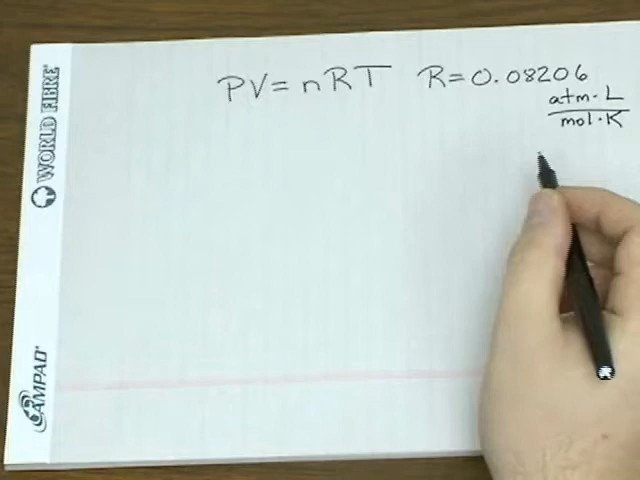 PV = nRT R = 0.08206
atm·L
mol·K
WORLD FIBRE
AMPAD